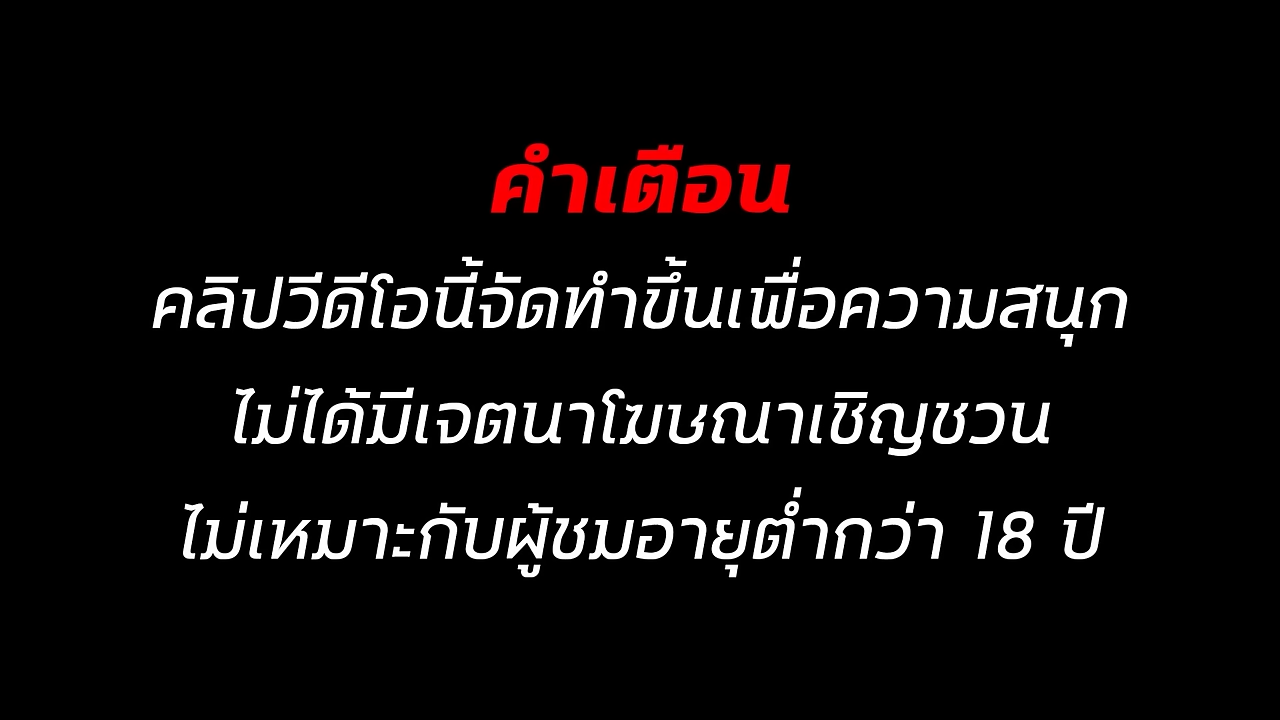 คำเตือน
คลิปวีดีโอนี้จัดทำขึ้นเพื่อความสนุก
ไม่ได้มีเจตนาโฆษณาเชิญชวน
ไม่เหมาะกับผู้ชมอายุต่ำกว่า 18 ปี